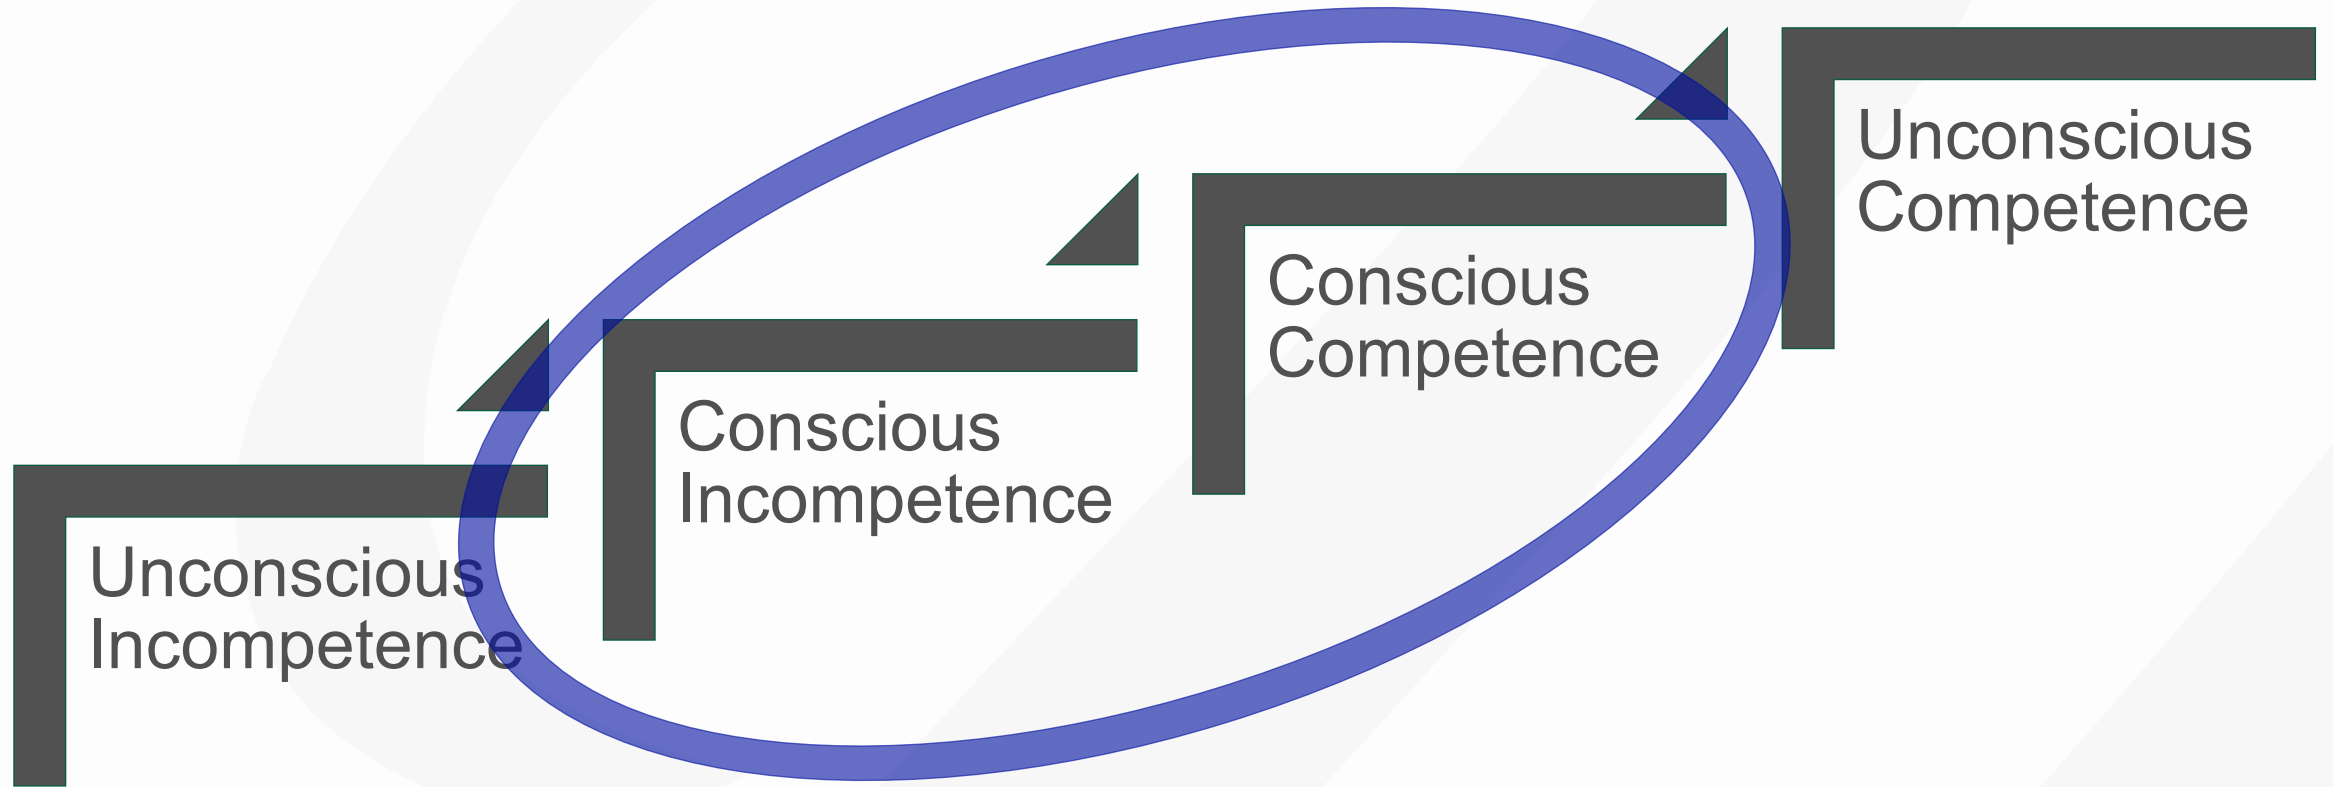 Unconscious
Incompetence
Conscious
Incompetence
Conscious
Competence
Unconscious
Competence